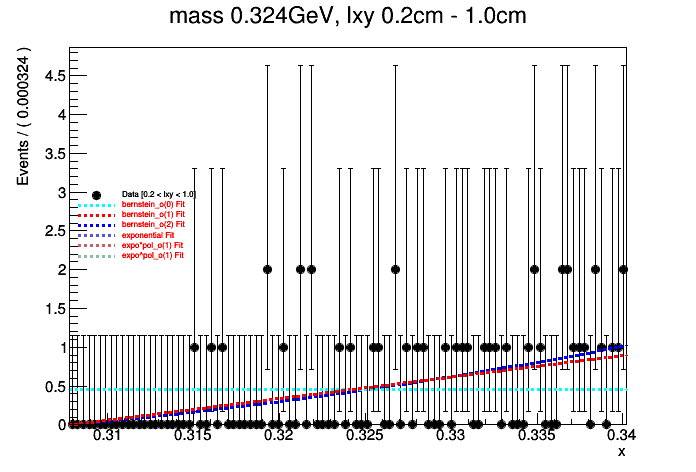 mass 0.324GeV, lxy 0.2cm - 1.0cm
Events / ( 0.000324 )
4.5
4
3.5
3
2.5
2
1.5
1
0.5
0
Data [0.2 < lxy < 1.0]
bernstein_o(0) Fit
bernstein_o(1) Fit
bernstein_o(2) Fit
exponential Fit
expo*pol_o(1) Fit
expo^pol_o(1) Fit
0.31 0.315 0.32 0.325 0.33 0.335 0.34
x